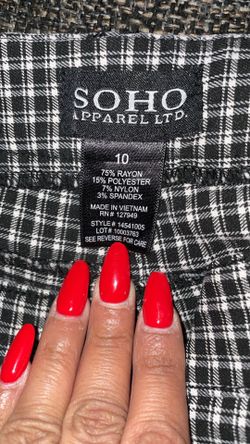 SOHO
APPAREL LTD.
10
75% RAYON
15% POLYESTER
7% NYLON
3% SPANDEX
MADE IN VIETNAM
RN # 127949
STYLE # 14541005
LOT # 10003763
SEE REVERSE FOR CARE